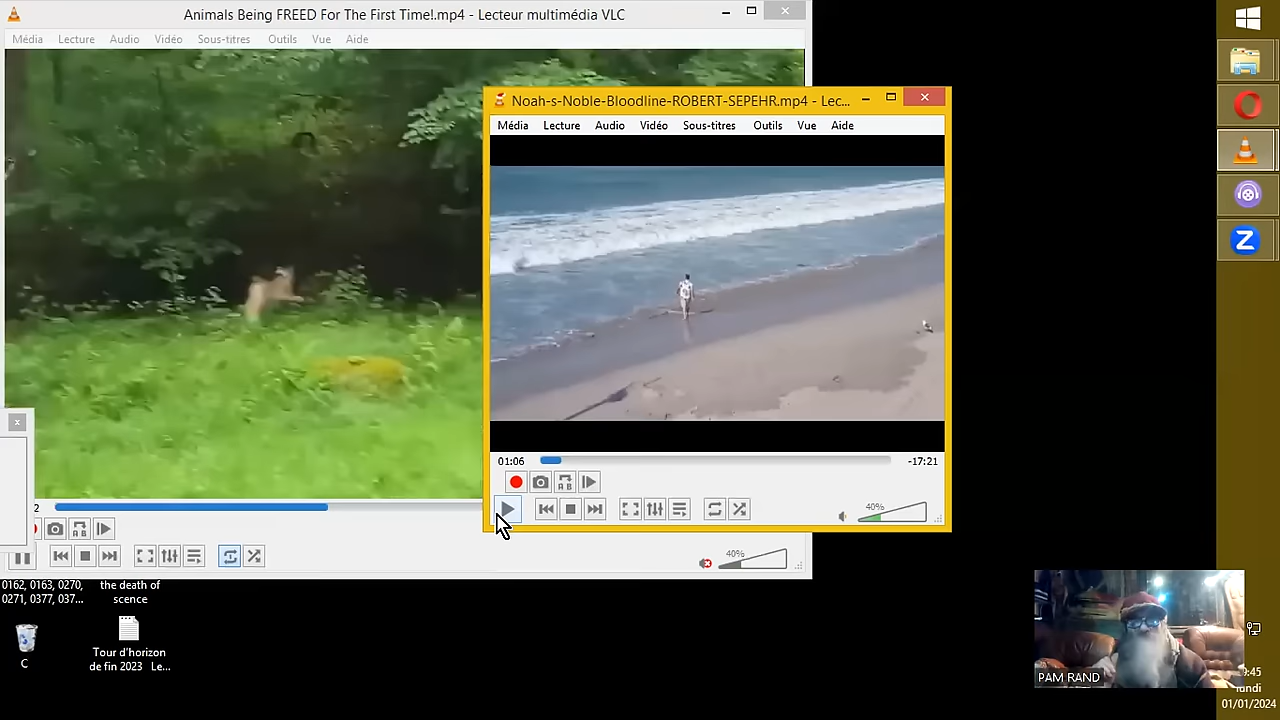 Animals Being FREED For The First Time!.mp4 - Lecteur multimédia VLC
Média Lecture Audio Vidéo Sous-titres Outils Vue Aide
Noah-s-Noble-Bloodline-ROBERT-SEPEHR.mp4 - Lec...
Média Lecture Audio Vidéo Sous-titres Outils Vue Aide
01:06 -17:21
A B
40%
2
A B
40%
0162, 0163, 0270,
0271, 0377, 037...
the death of
scence
C
Tour d'horizon
de fin 2023 Le...
Z
PAM RAND
9:45
lundi
01/01/2024